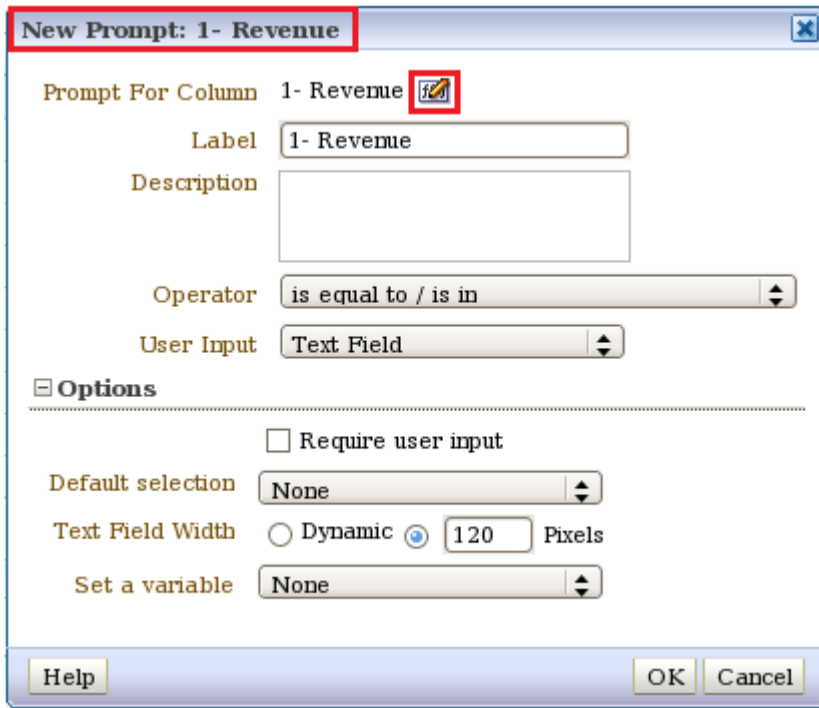 New Prompt: 1- Revenue
Prompt For Column 1- Revenue
Label 1- Revenue
Description
Operator is equal to / is in
User Input Text Field
Options
Require user input
Default selection None
Text Field Width Dynamic 120 Pixels
Set a variable None
Help OK Cancel